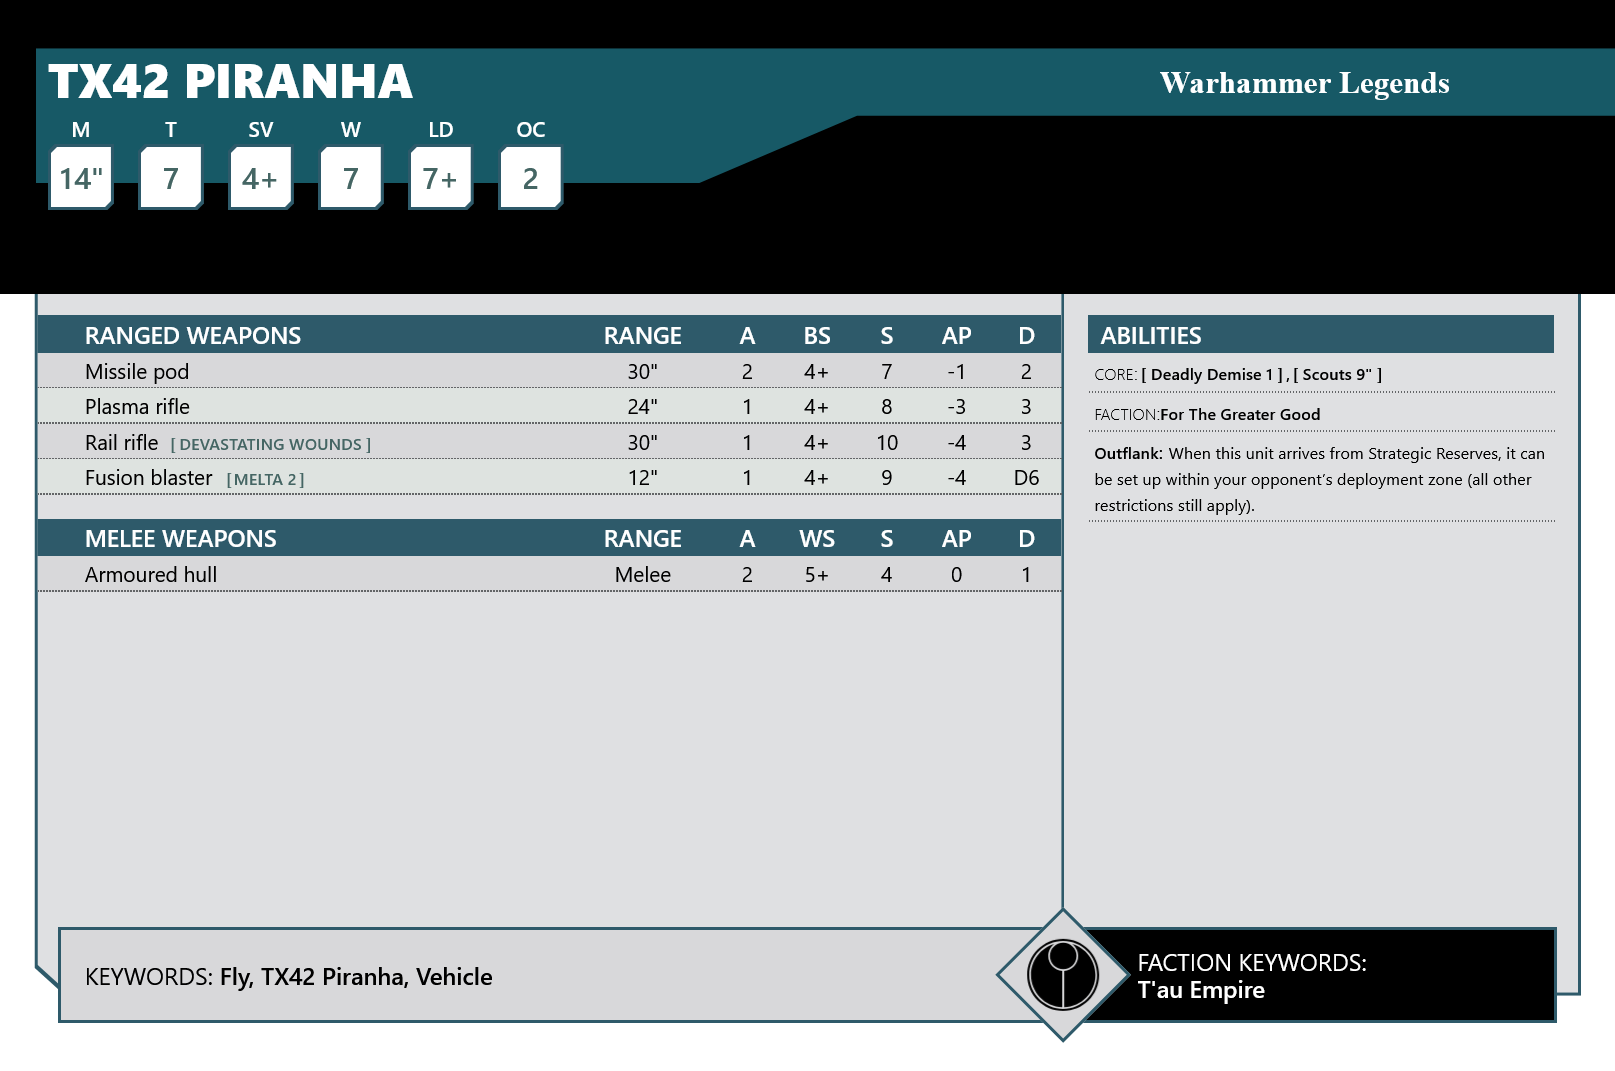 TX42 PIRANHA
Warhammer Legends
M T SV W LD OC
14" 7 4+ 7 7+ 2
RANGED WEAPONS RANGE A BS S AP D
Missile pod 30" 2 4+ 7 -1 2
Plasma rifle 24" 1 4+ 8 -3 3
Rail rifle [ DEVASTATING WOUNDS ] 30" 1 4+ 10 -4 3
Fusion blaster [ MELTA 2 ] 12" 1 4+ 9 -4 D6
MELEE WEAPONS RANGE A WS S AP D
Armoured hull Melee 2 5+ 4 0 1
ABILITIES
CORE: [ Deadly Demise 1 ] , [ Scouts 9" ]
FACTION:For The Greater Good
Outflank: When this unit arrives from Strategic Reserves, it can
be set up within your opponent’s deployment zone (all other
restrictions still apply).
KEYWORDS: Fly, TX42 Piranha, Vehicle
FACTION KEYWORDS:
T'au Empire